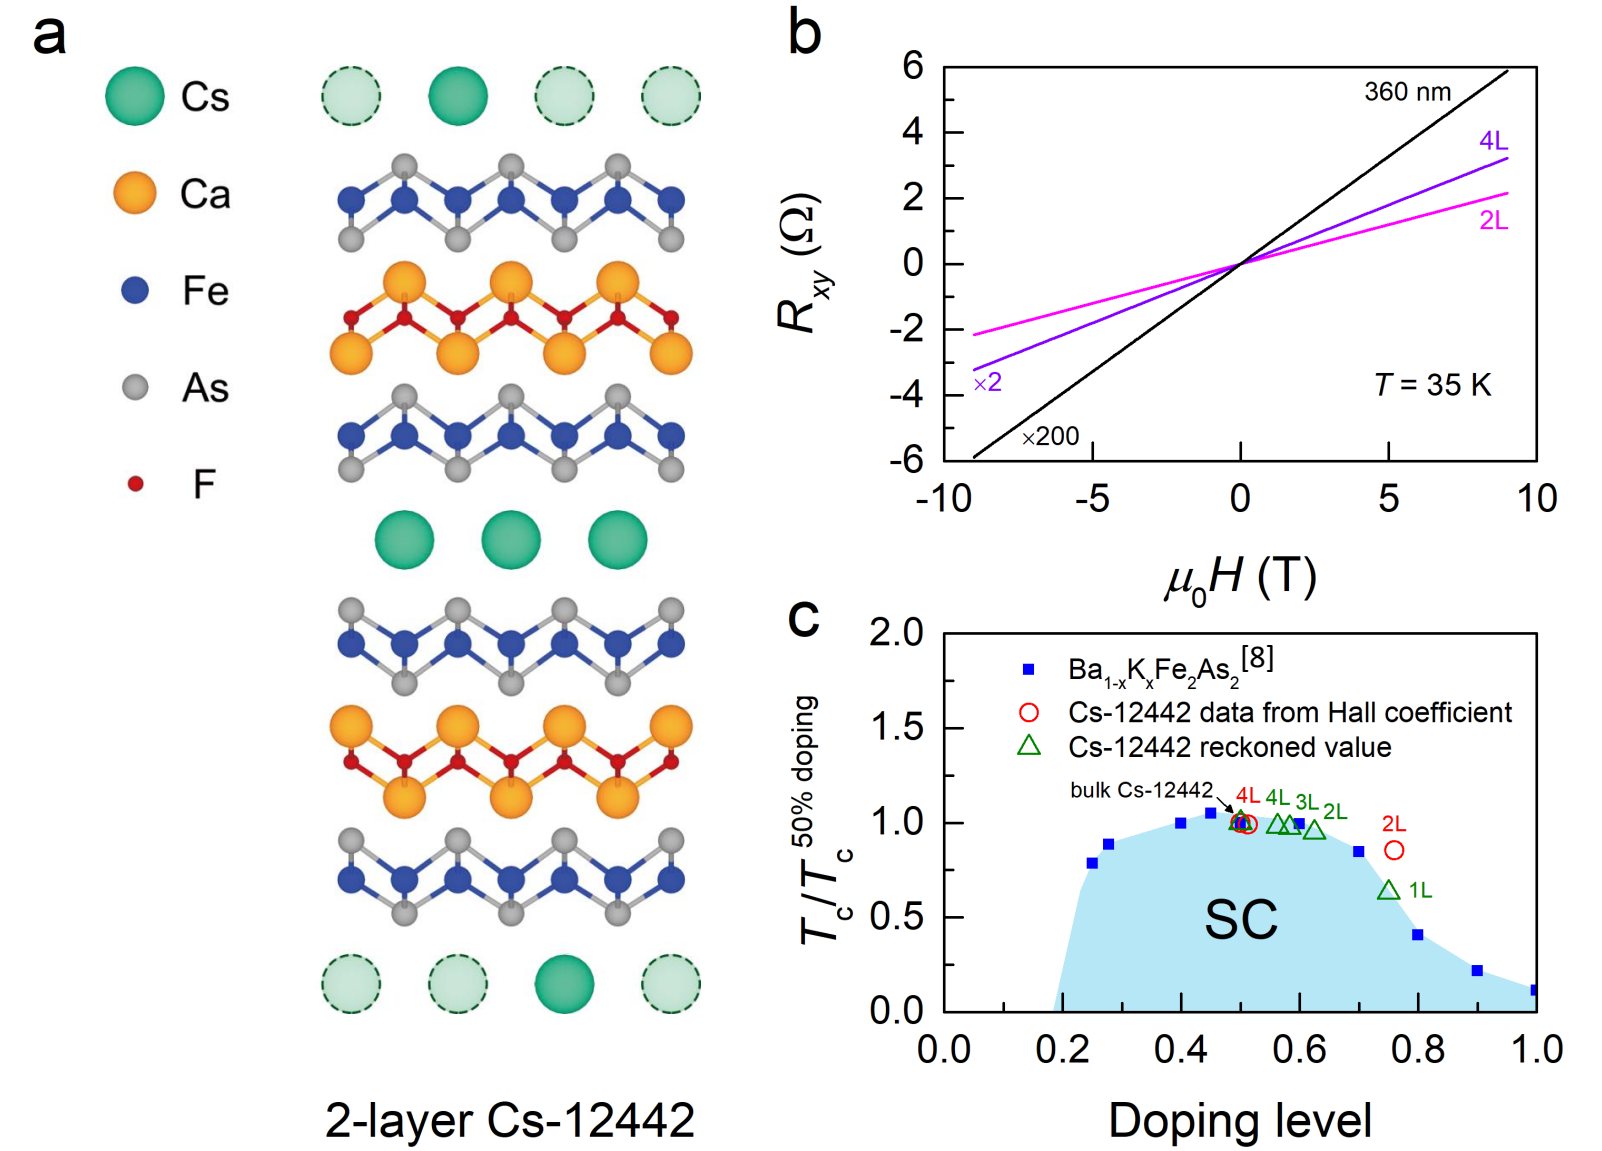 a
Cs
Ca
Fe
As
F
2-layer Cs-12442
b
6
4
2
0
-2
-4
-6
R_xy (Ω)
360 nm
4L
2L
×2
×200
T = 35 K
-10 -5 0 5 10
μ₀H (T)
c
2.0
1.5
1.0
0.5
0.0
T_c/T_c^50% doping
Ba₁₋ₓKₓFe₂As₂[8]
Cs-12442 data from Hall coefficient
Cs-12442 reckoned value
bulk Cs-12442
4L 4L 3L 2L
2L
1L
SC
0.0 0.2 0.4 0.6 0.8 1.0
Doping level